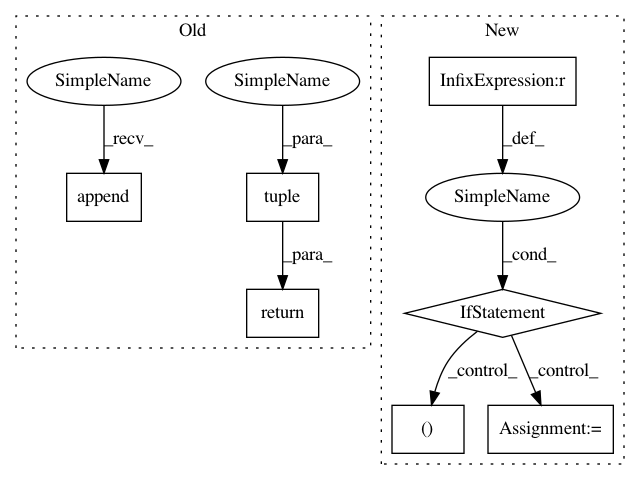 Old
New
SimpleName
SimpleName
InfixExpression:r
_recv_
_para_
_def_
append
tuple
SimpleName
_para_
_cond_
return
IfStatement
_control_
_control_
()
Assignment:=